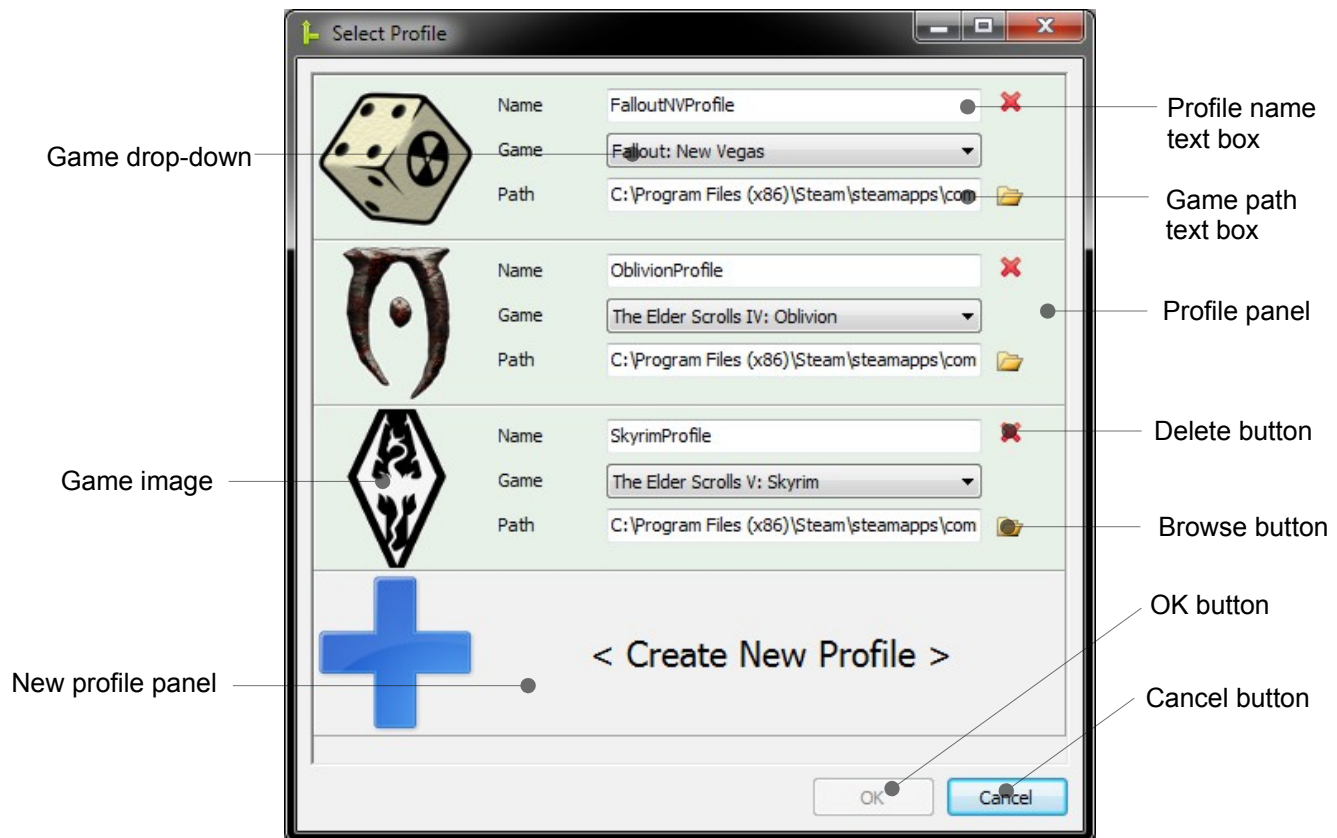 Select Profile
Name FalloutNVProfile
Profile name
text box
Game drop-down
Game Fallout: New Vegas
Path C:\Program Files (x86)\Steam\steamapps\com
Game path
text box
Name OblivionProfile
Game The Elder Scrolls IV: Oblivion
Profile panel
Path C:\Program Files (x86)\Steam\steamapps\com
Name SkyrimProfile
Delete button
Game image
Game The Elder Scrolls V: Skyrim
Path C:\Program Files (x86)\Steam\steamapps\com
Browse button
OK button
< Create New Profile >
New profile panel
Cancel button
OK Cancel